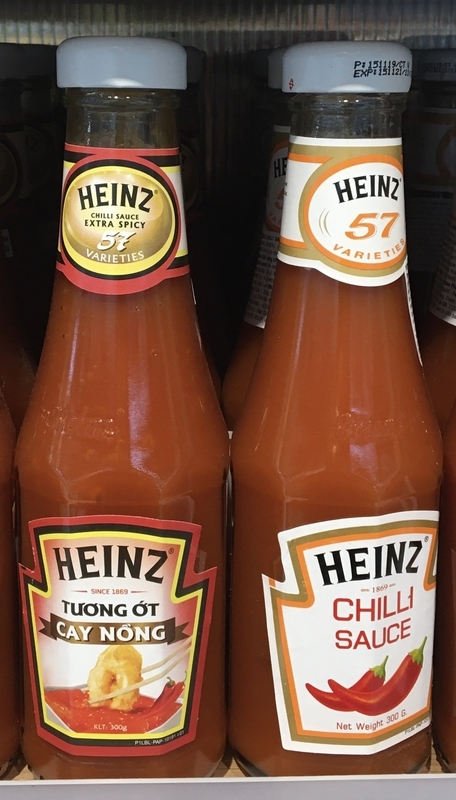 HEINZ®
CHILLI SAUCE
EXTRA SPICY
57
VARIETIES
HEINZ®
SINCE 1869
TƯƠNG ỚT
CAY NỒNG
KLT: 300g
HEINZ
57
VARIETIES
HEINZ®
1869
CHILLI
SAUCE
Net Weight 300 G.